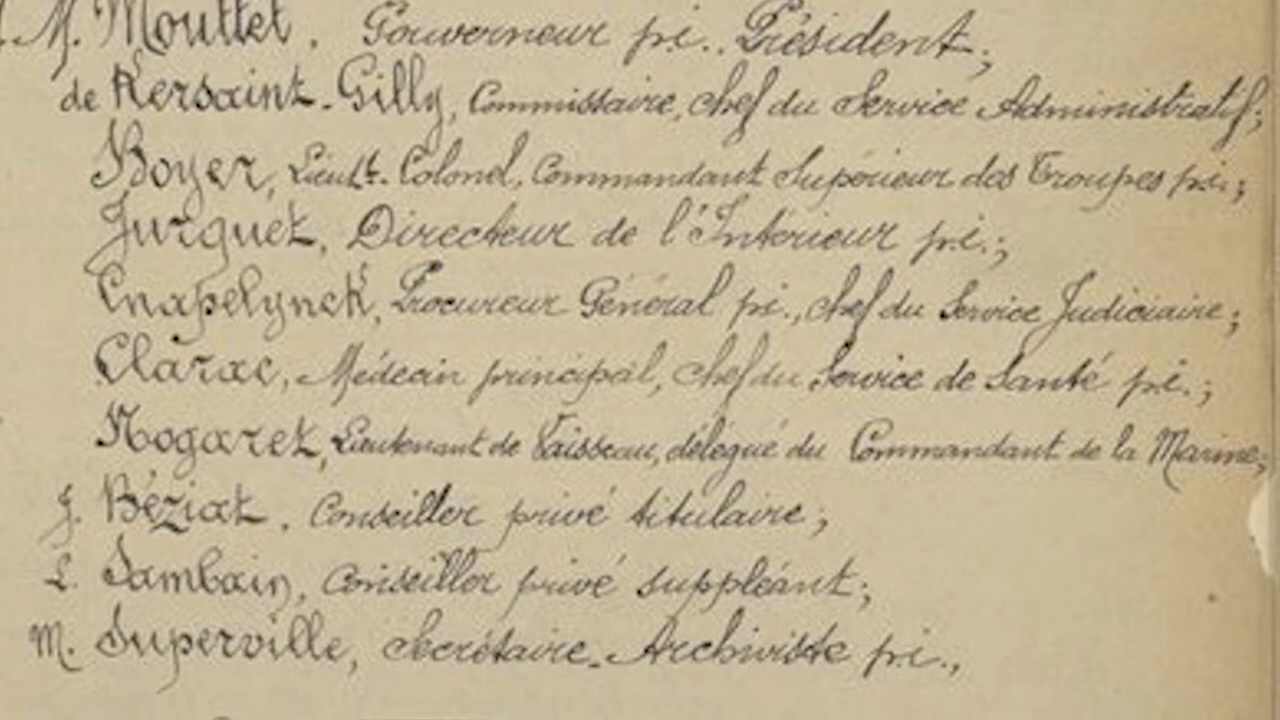 M. Mouttet, Gouverneur p.i. Président;
de Kersaint-Gilly, Commissaire, chef du Service Administratif;
Boyer, Lieutt. Colonel, Commandant Supérieur des Troupes p.i.;
Jurquet, Directeur de l'Intérieur p.i.;
Cnapelynck, Procureur Général p.i., chef du Service Judiciaire;
Clarac, Médecin principal, chef du Service de Santé p.i.;
Nogaret, Lieutenant de Vaisseau, délégué du Commandant de la Marine;
J. Béziat, Conseiller privé titulaire;
L. Sambain, Conseiller privé suppléant;
M. Superville, Secrétaire-Archiviste p.i.,